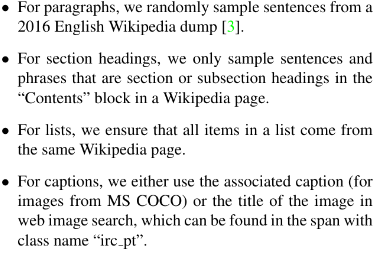 • For paragraphs, we randomly sample sentences from a
2016 English Wikipedia dump [3].
• For section headings, we only sample sentences and
phrases that are section or subsection headings in the
“Contents” block in a Wikipedia page.
• For lists, we ensure that all items in a list come from
the same Wikipedia page.
• For captions, we either use the associated caption (for
images from MS COCO) or the title of the image in
web image search, which can be found in the span with
class name “irc_pt”.